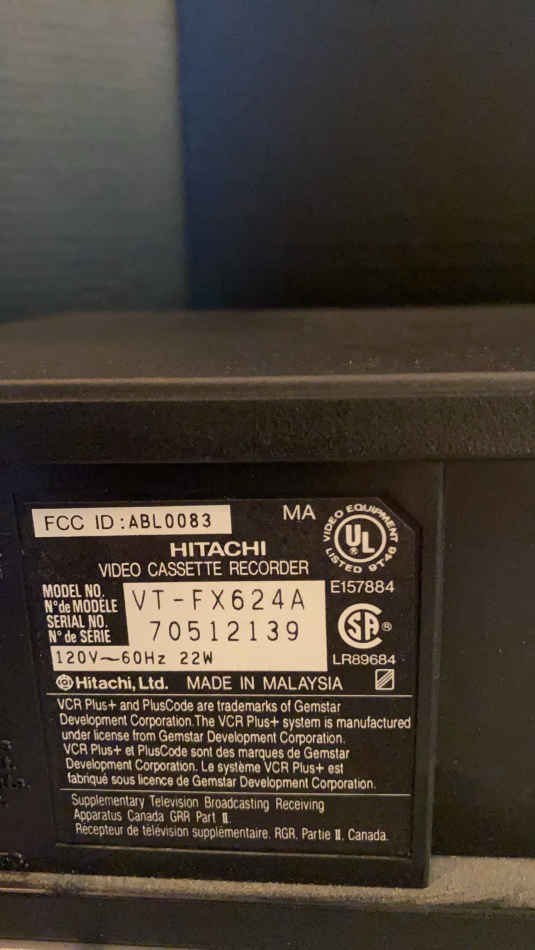 FCC ID : ABL0083
MA
VIDEO EQUIPMENT
UL
LISTED 9T48
HITACHI
VIDEO CASSETTE RECORDER
MODEL NO.
N° de MODÈLE
VT-FX624A
E157884
SERIAL NO.
N° de SÉRIE
70512139
SA ®
120V~60Hz 22W
LR89684
Hitachi, Ltd. MADE IN MALAYSIA
VCR Plus+ and PlusCode are trademarks of Gemstar
Development Corporation. The VCR Plus+ system is manufactured
under license from Gemstar Development Corporation.
VCR Plus+ et PlusCode sont des marques de Gemstar
Development Corporation. Le système VCR Plus+ est
fabriqué sous licence de Gemstar Development Corporation.
Supplementary Television Broadcasting Receiving
Apparatus Canada GRR Part II.
Récepteur de télévision supplémentaire. RGR, Partie II, Canada.